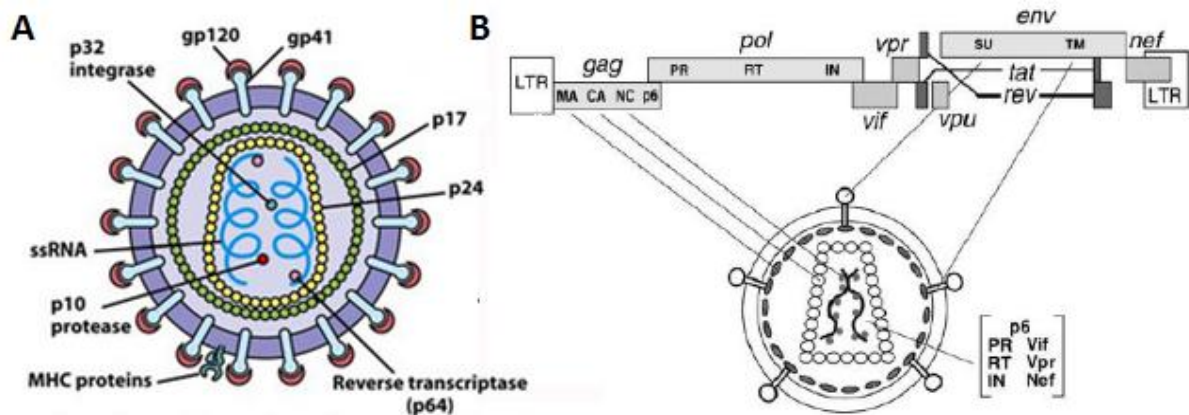 A
p32
integrase
gp120
gp41
p17
p24
ssRNA
p10
protease
MHC proteins
Reverse transcriptase
(p64)
B
LTR
gag
MA CA NC p6
pol
PR RT IN
vif
vpr
vpu
env
SU TM
tat
rev
nef
LTR
p6
PR Vif
RT Vpr
IN Nef